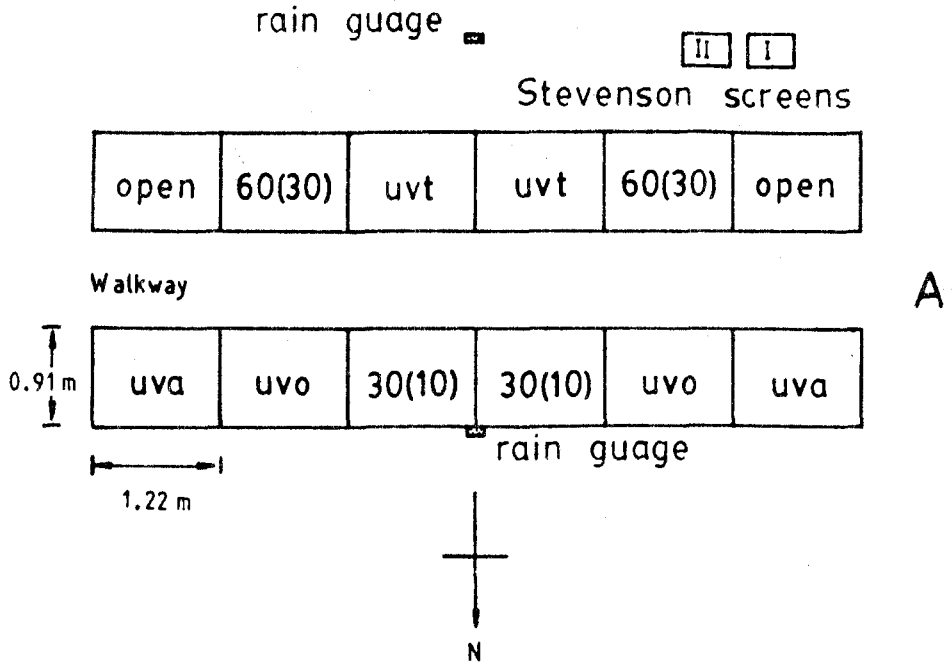 rain guage
II I
Stevenson screens
open 60(30) uvt uvt 60(30) open
Walkway
A
0.91 m
uva uvo 30(10) 30(10) uvo uva
rain guage
1.22 m
N